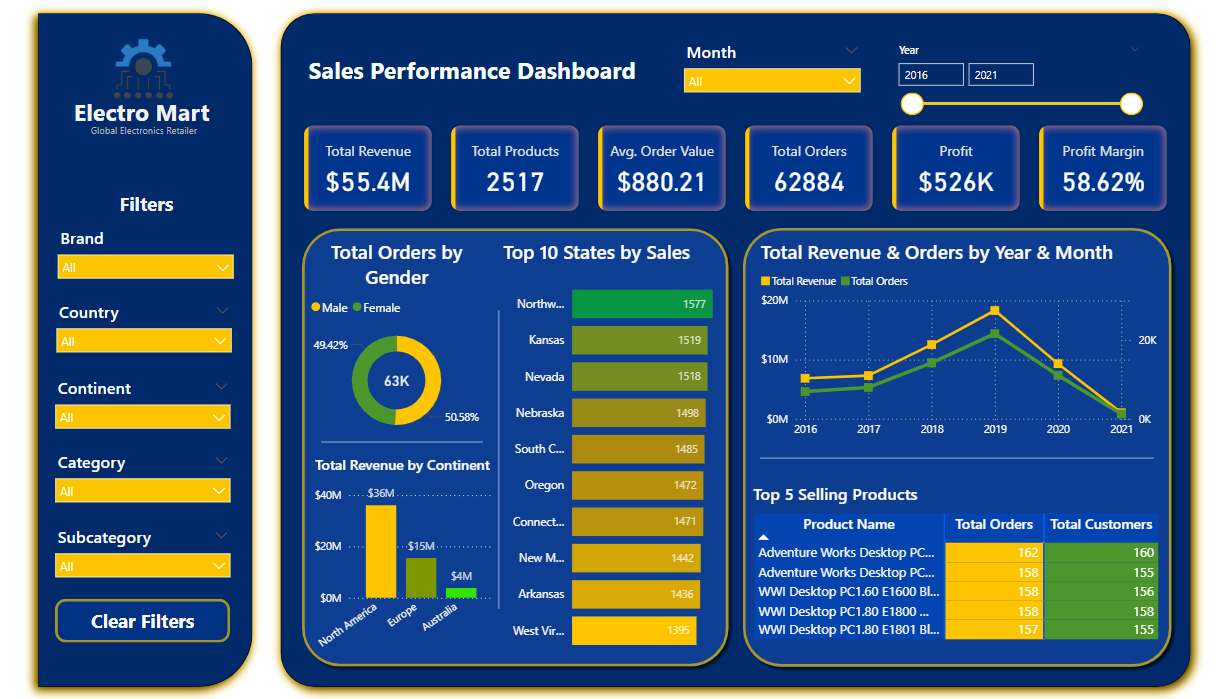 Electro Mart
Global Electronics Retailer
Filters
Brand
All
Country
All
Continent
All
Category
All
Subcategory
All
Clear Filters
Sales Performance Dashboard
Month
All
Year
2016 2021
Total Revenue
$55.4M
Total Products
2517
Avg. Order Value
$880.21
Total Orders
62884
Profit
$526K
Profit Margin
58.62%
Total Orders by
Gender
Male Female
49.42%
63K
50.58%
Total Revenue by Continent
$40M
$20M
$0M
$36M
$15M
$4M
North America
Europe
Australia
Top 10 States by Sales
Northw... 1577
Kansas 1519
Nevada 1518
Nebraska 1498
South C... 1485
Oregon 1472
Connect... 1471
New M... 1442
Arkansas 1436
West Vir... 1395
Total Revenue & Orders by Year & Month
Total Revenue Total Orders
$20M
$10M
$0M
20K
0K
2016 2017 2018 2019 2020 2021
Top 5 Selling Products
Product Name Total Orders Total Customers
Adventure Works Desktop PC... 162 160
Adventure Works Desktop PC... 158 155
WWI Desktop PC1.60 E1600 Bl... 158 156
WWI Desktop PC1.80 E1800 ... 158 158
WWI Desktop PC1.80 E1801 Bl... 157 155